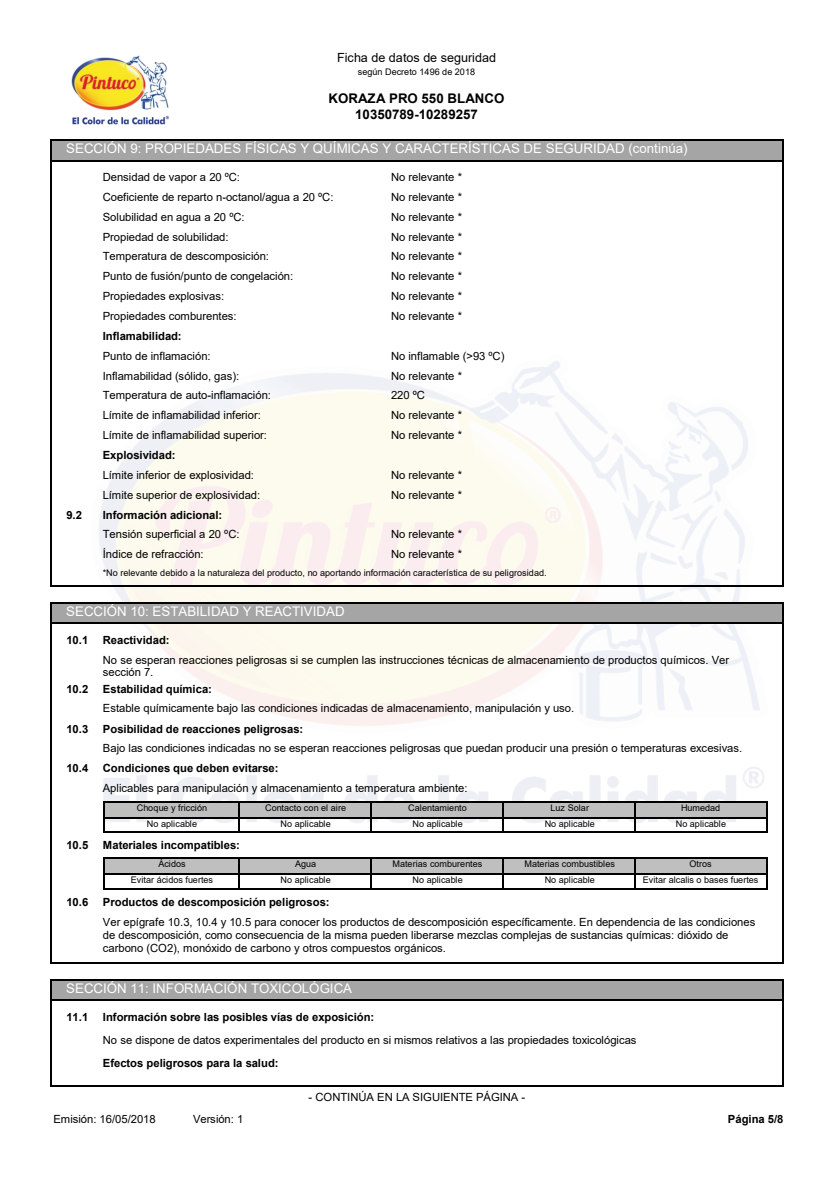 Pintuco®
El Color de la Calidad®
Ficha de datos de seguridad
según Decreto 1496 de 2018
KORAZA PRO 550 BLANCO
10350789-10289257
SECCIÓN 9: PROPIEDADES FÍSICAS Y QUÍMICAS Y CARACTERÍSTICAS DE SEGURIDAD (continúa)
Densidad de vapor a 20 ºC: No relevante *
Coeficiente de reparto n-octanol/agua a 20 ºC: No relevante *
Solubilidad en agua a 20 ºC: No relevante *
Propiedad de solubilidad: No relevante *
Temperatura de descomposición: No relevante *
Punto de fusión/punto de congelación: No relevante *
Propiedades explosivas: No relevante *
Propiedades comburentes: No relevante *
Inflamabilidad:
Punto de inflamación: No inflamable (>93 ºC)
Inflamabilidad (sólido, gas): No relevante *
Temperatura de auto-inflamación: 220 ºC
Límite de inflamabilidad inferior: No relevante *
Límite de inflamabilidad superior: No relevante *
Explosividad:
Límite inferior de explosividad: No relevante *
Límite superior de explosividad: No relevante *
9.2 Información adicional:
Tensión superficial a 20 ºC: No relevante *
Índice de refracción: No relevante *
*No relevante debido a la naturaleza del producto, no aportando información característica de su peligrosidad.
Pintuco®
SECCIÓN 10: ESTABILIDAD Y REACTIVIDAD
10.1 Reactividad:
No se esperan reacciones peligrosas si se cumplen las instrucciones técnicas de almacenamiento de productos químicos. Ver
sección 7.
10.2 Estabilidad química:
Estable químicamente bajo las condiciones indicadas de almacenamiento, manipulación y uso.
10.3 Posibilidad de reacciones peligrosas:
Bajo las condiciones indicadas no se esperan reacciones peligrosas que puedan producir una presión o temperaturas excesivas.
10.4 Condiciones que deben evitarse:
Aplicables para manipulación y almacenamiento a temperatura ambiente:
El Color de la Calidad®
Choque y fricción Contacto con el aire Calentamiento Luz Solar Humedad
No aplicable No aplicable No aplicable No aplicable No aplicable
10.5 Materiales incompatibles:
Ácidos Agua Materias comburentes Materias combustibles Otros
Evitar ácidos fuertes No aplicable No aplicable No aplicable Evitar alcalis o bases fuertes
10.6 Productos de descomposición peligrosos:
Ver epígrafe 10.3, 10.4 y 10.5 para conocer los productos de descomposición específicamente. En dependencia de las condiciones
de descomposición, como consecuencia de la misma pueden liberarse mezclas complejas de sustancias químicas: dióxido de
carbono (CO2), monóxido de carbono y otros compuestos orgánicos.
SECCIÓN 11: INFORMACIÓN TOXICOLÓGICA
11.1 Información sobre las posibles vías de exposición:
No se dispone de datos experimentales del producto en si mismos relativos a las propiedades toxicológicas
Efectos peligrosos para la salud:
- CONTINÚA EN LA SIGUIENTE PÁGINA -
Emisión: 16/05/2018 Versión: 1 Página 5/8